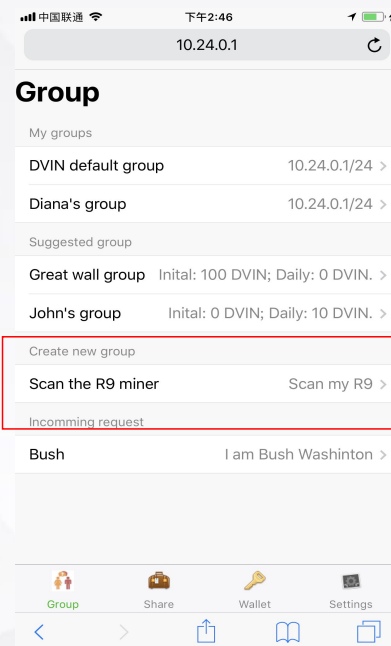 中国联通 下午2:46
10.24.0.1
Group
My groups
DVIN default group 10.24.0.1/24 >
Diana's group 10.24.0.1/24 >
Suggested group
Great wall group Inital: 100 DVIN; Daily: 0 DVIN. >
John's group Inital: 0 DVIN; Daily: 10 DVIN. >
Create new group
Scan the R9 miner Scan my R9 >
Incomming request
Bush I am Bush Washinton >
Group Share Wallet Settings